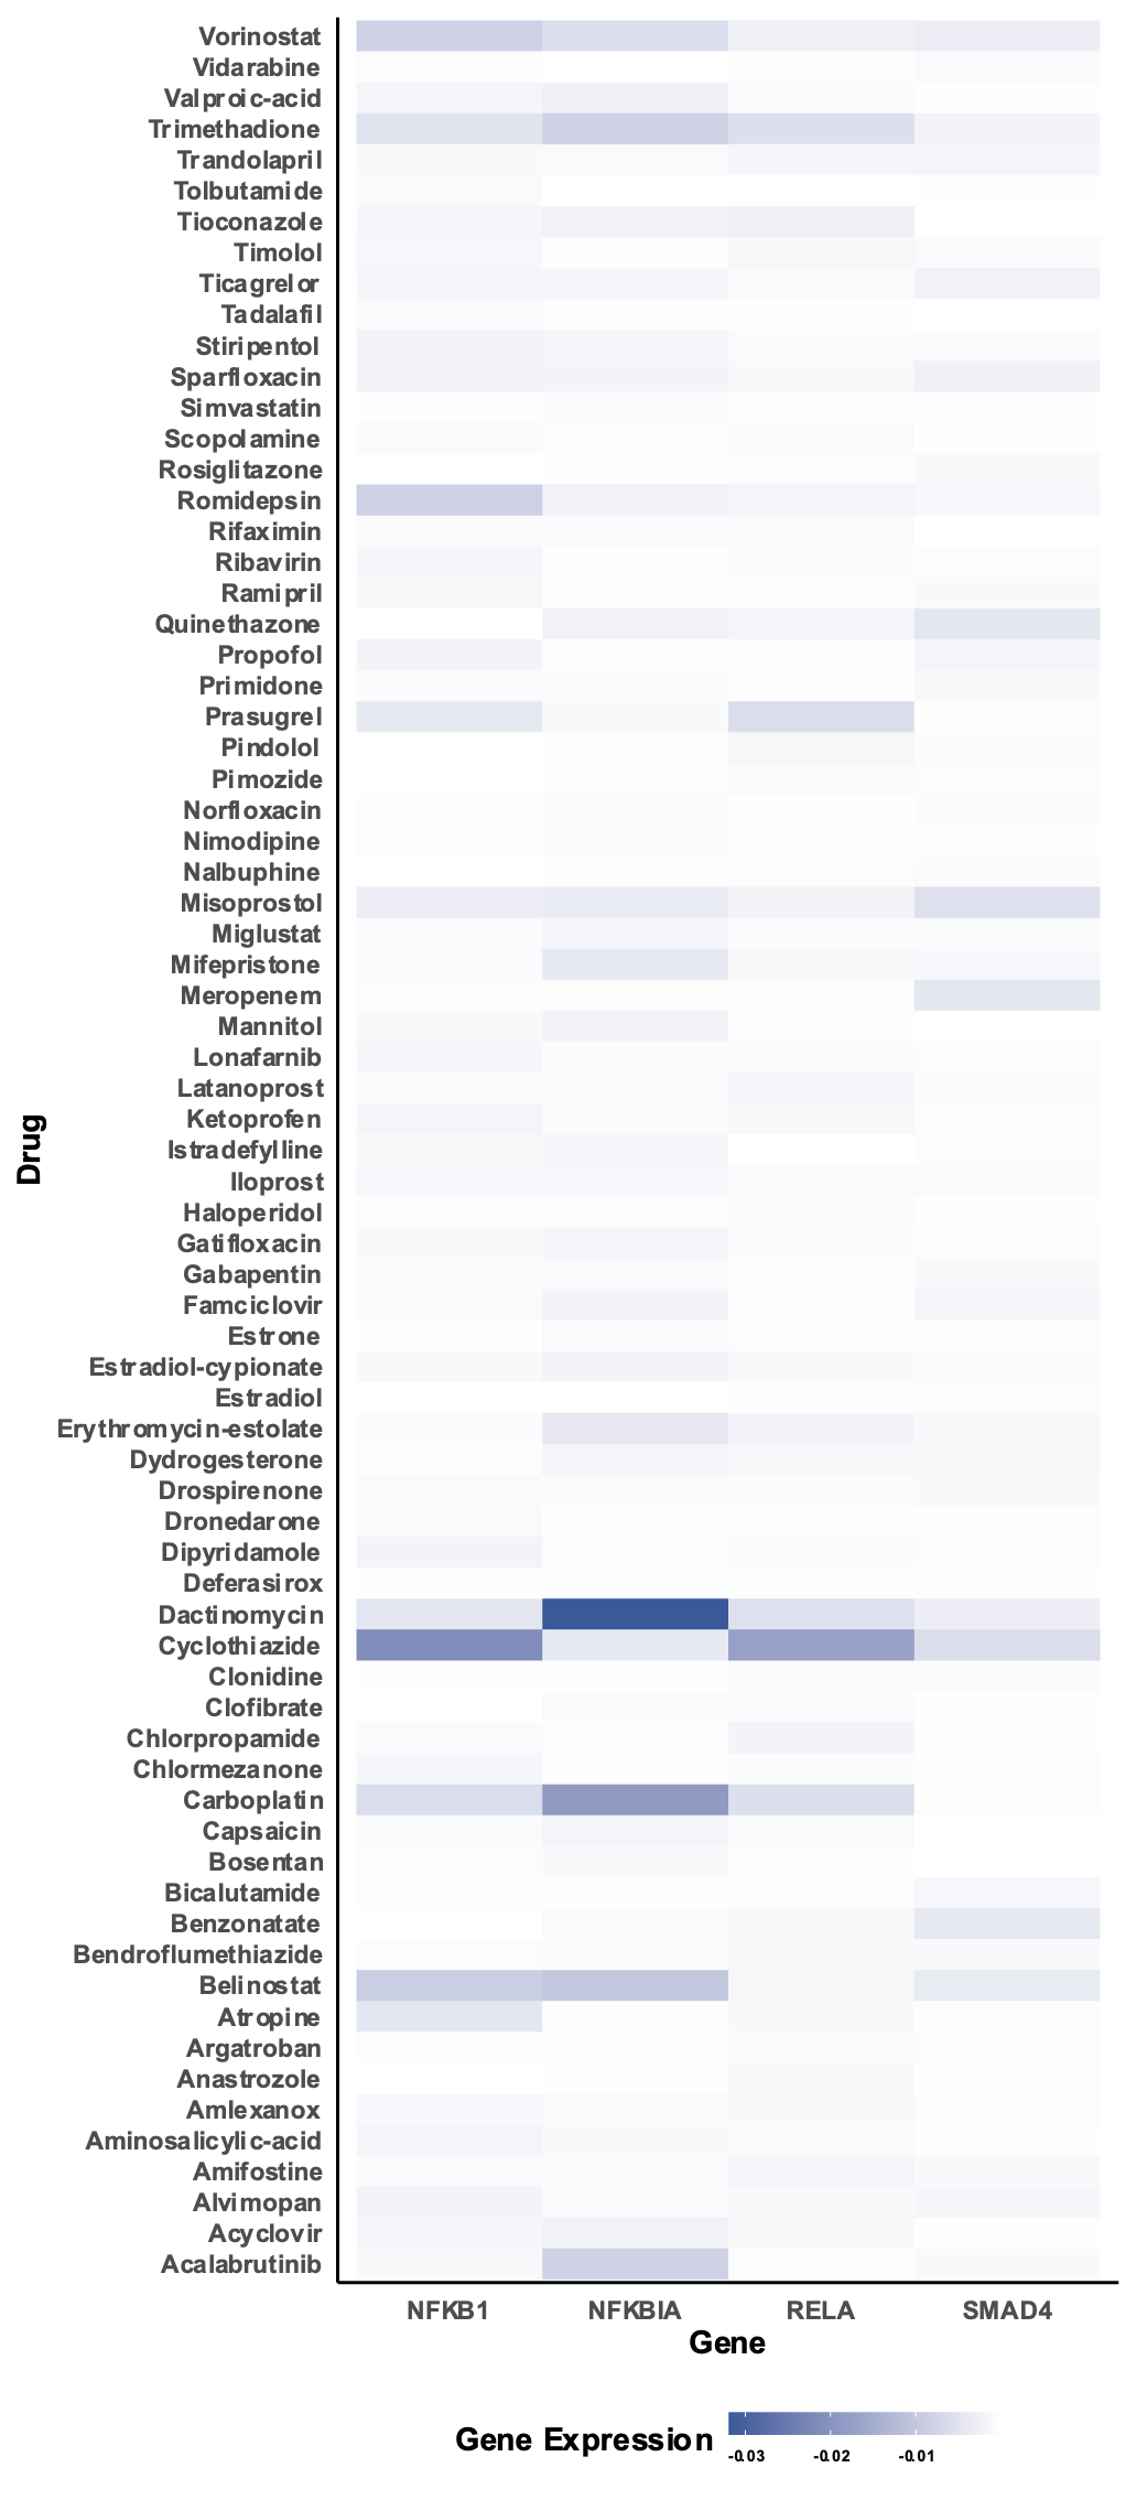 Vorinostat
Vidarabine
Valproic-acid
Trimethadione
Trandolapril
Tolbutamide
Tioconazole
Timolol
Ticagrelor
Tadalafil
Stiripentol
Sparfloxacin
Simvastatin
Scopolamine
Rosiglitazone
Romidepsin
Rifaximin
Ribavirin
Ramipril
Quinethazone
Propofol
Primidone
Prasugrel
Pindolol
Pimozide
Norfloxacin
Nimodipine
Nalbuphine
Misoprostol
Miglustat
Mifepristone
Meropenem
Mannitol
Lonafarnib
Latanoprost
Ketoprofen
Istradefylline
Iloprost
Haloperidol
Gatifloxacin
Gabapentin
Famciclovir
Estrone
Estradiol-cypionate
Estradiol
Erythromycin-estolate
Dydrogesterone
Drospirenone
Dronedarone
Dipyridamole
Deferasirox
Dactinomycin
Cyclothiazide
Clonidine
Clofibrate
Chlorpropamide
Chlormezanone
Carboplatin
Capsaicin
Bosentan
Bicalutamide
Benzonatate
Bendroflumethiazide
Belinostat
Atropine
Argatroban
Anastrozole
Amlexanox
Aminosalicylic-acid
Amifostine
Alvimopan
Acyclovir
Acalabrutinib
Drug
NFKB1 NFKBIA RELA SMAD4
Gene
Gene Expression
-0.03 -0.02 -0.01